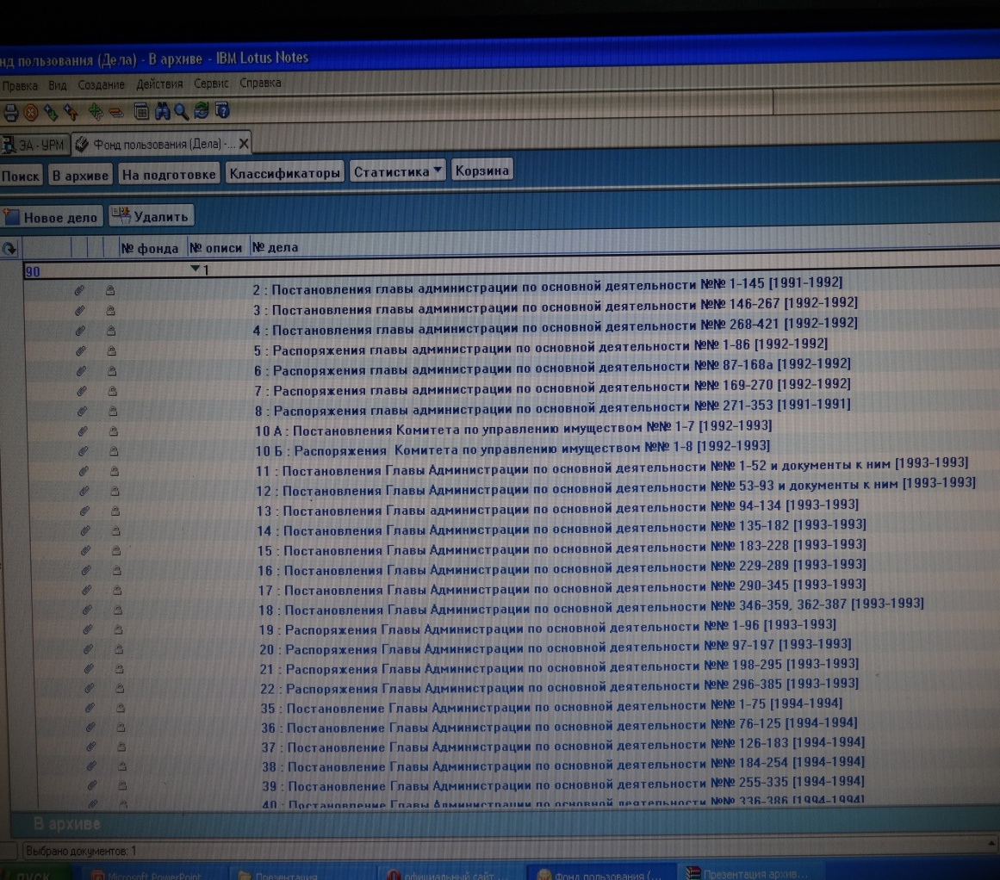 нд пользования (Дела) - В архиве - IBM Lotus Notes
Правка Вид Создание Действия Сервис Справка
ЭА - УРМ Фонд пользования (Дела) -...
Поиск В архиве На подготовке Классификаторы Статистика Корзина
Новое дело Удалить
№ фонда № описи № дела
90 1
2 : Постановления главы администрации по основной деятельности №№ 1-145 [1991-1992]
3 : Постановления главы администрации по основной деятельности №№ 146-267 [1992-1992]
4 : Постановления главы администрации по основной деятельности №№ 268-421 [1992-1992]
5 : Распоряжения главы администрации по основной деятельности №№ 1-86 [1992-1992]
6 : Распоряжения главы администрации по основной деятельности №№ 87-168а [1992-1992]
7 : Распоряжения главы администрации по основной деятельности №№ 169-270 [1992-1992]
8 : Распоряжения главы администрации по основной деятельности №№ 271-353 [1991-1991]
10 А : Постановления Комитета по управлению имуществом №№ 1-7 [1992-1993]
10 Б : Распоряжения Комитета по управлению имуществом №№ 1-8 [1992-1993]
11 : Постановления Главы Администрации по основной деятельности №№ 1-52 и документы к ним [1993-1993]
12 : Постановления Главы Администрации по основной деятельности №№ 53-93 и документы к ним [1993-1993]
13 : Постановления Главы администрации по основной деятельности №№ 94-134 [1993-1993]
14 : Постановления Главы Администрации по основной деятельности №№ 135-182 [1993-1993]
15 : Постановления Главы Администрации по основной деятельности №№ 183-228 [1993-1993]
16 : Постановления Главы Администрации по основной деятельности №№ 229-289 [1993-1993]
17 : Постановления Главы Администрации по основной деятельности №№ 290-345 [1993-1993]
18 : Постановления Главы Администрации по основной деятельности №№ 346-359, 362-387 [1993-1993]
19 : Распоряжения Главы Администрации по основной деятельности №№ 1-96 [1993-1993]
20 : Распоряжения Главы Администрации по основной деятельности №№ 97-197 [1993-1993]
21 : Распоряжения Главы Администрации по основной деятельности №№ 198-295 [1993-1993]
22 : Распоряжения Главы Администрации по основной деятельности №№ 296-385 [1993-1993]
35 : Постановление Главы Администрации по основной деятельности №№ 1-75 [1994-1994]
36 : Постановление Главы Администрации по основной деятельности №№ 76-125 [1994-1994]
37 : Постановление Главы Администрации по основной деятельности №№ 126-183 [1994-1994]
38 : Постановление Главы Администрации по основной деятельности №№ 184-254 [1994-1994]
39 : Постановление Главы Администрации по основной деятельности №№ 255-335 [1994-1994]
40 : Постановление Главы Администрации по основной деятельности №№ 336-386 [1994-1994]
В архиве
Выбрано документов: 1
пуск Microsoft PowerPoint ... Презентация официальный сайт ... Фонд пользования (... Презентация архив...